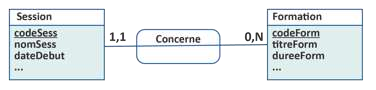 Session
codeSess
nomSess
dateDebut
...
1,1
Concerne
0,N
Formation
codeForm
titreForm
dureeForm
...